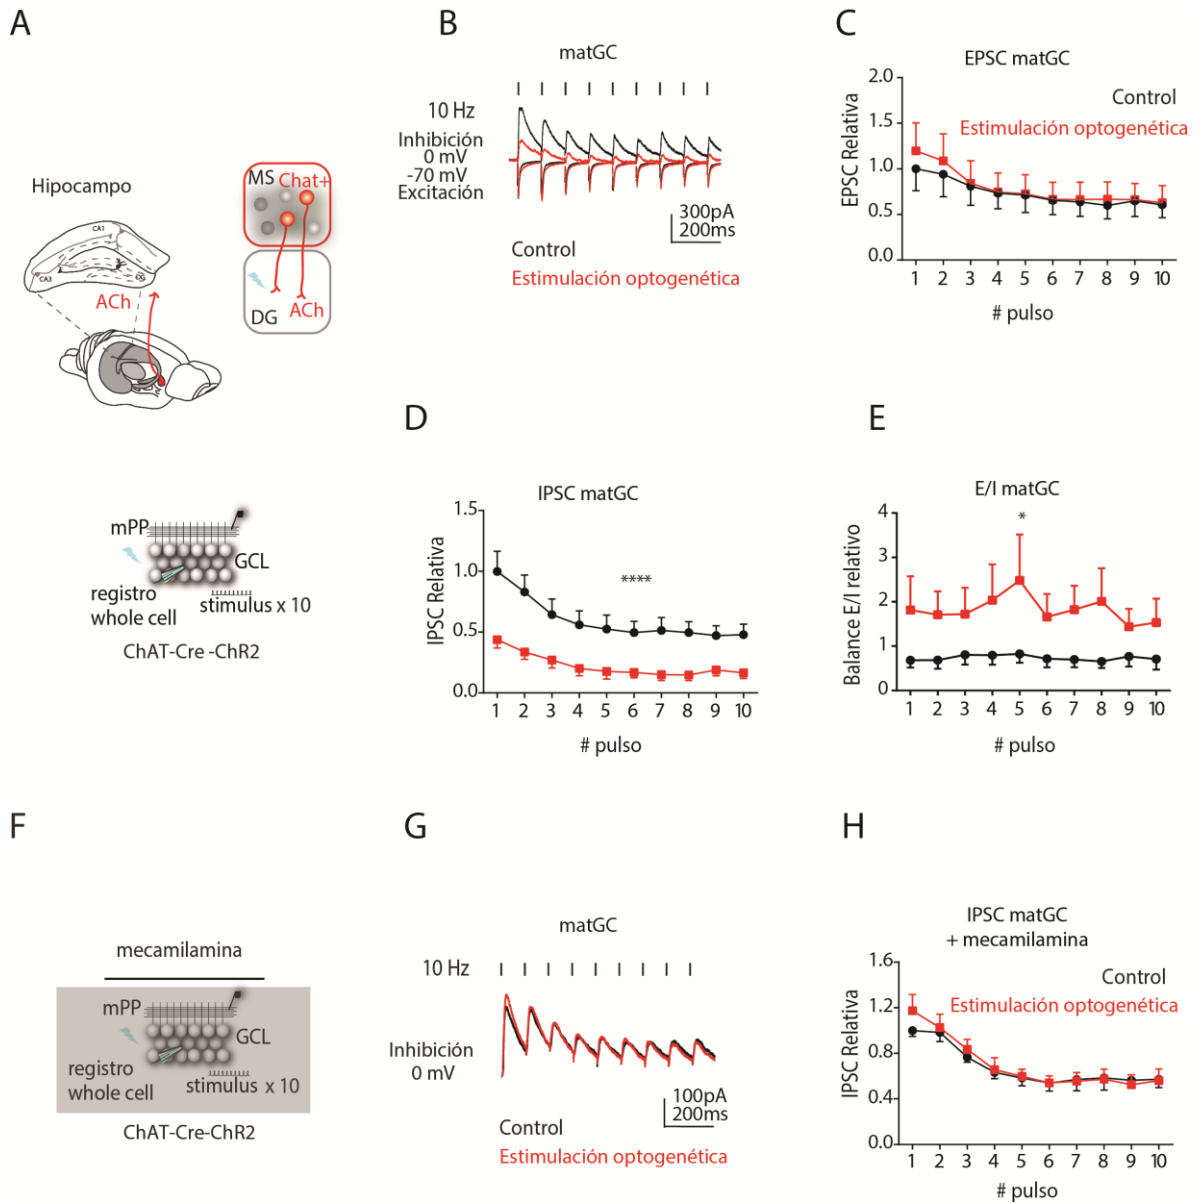 A
Hipocampo
CA1
CA3
DG
ACh
MS
Chat+
DG
ACh
mPP
GCL
registro
whole cell
stimulus x 10
ChAT-Cre -ChR2
B
matGC
10 Hz
Inhibición
0 mV
-70 mV
Excitación
300pA
200ms
Control
Estimulación optogenética
C
EPSC matGC
Control
Estimulación optogenética
EPSC Relativa
2.0
1.5
1.0
0.5
0.0
1 2 3 4 5 6 7 8 9 10
# pulso
D
IPSC matGC
****
IPSC Relativa
1.5
1.0
0.5
0.0
1 2 3 4 5 6 7 8 9 10
# pulso
E
E/I matGC
*
Balance E/I relativo
4
3
2
1
0
1 2 3 4 5 6 7 8 9 10
# pulso
F
mecamilamina
mPP
GCL
registro
whole cell
stimulus x 10
ChAT-Cre-ChR2
G
matGC
10 Hz
Inhibición
0 mV
100pA
200ms
Control
Estimulación optogenética
H
IPSC matGC
+ mecamilamina
Control
Estimulación optogenética
IPSC Relativa
1.6
1.2
0.8
0.4
0.0
1 2 3 4 5 6 7 8 9 10
# pulso